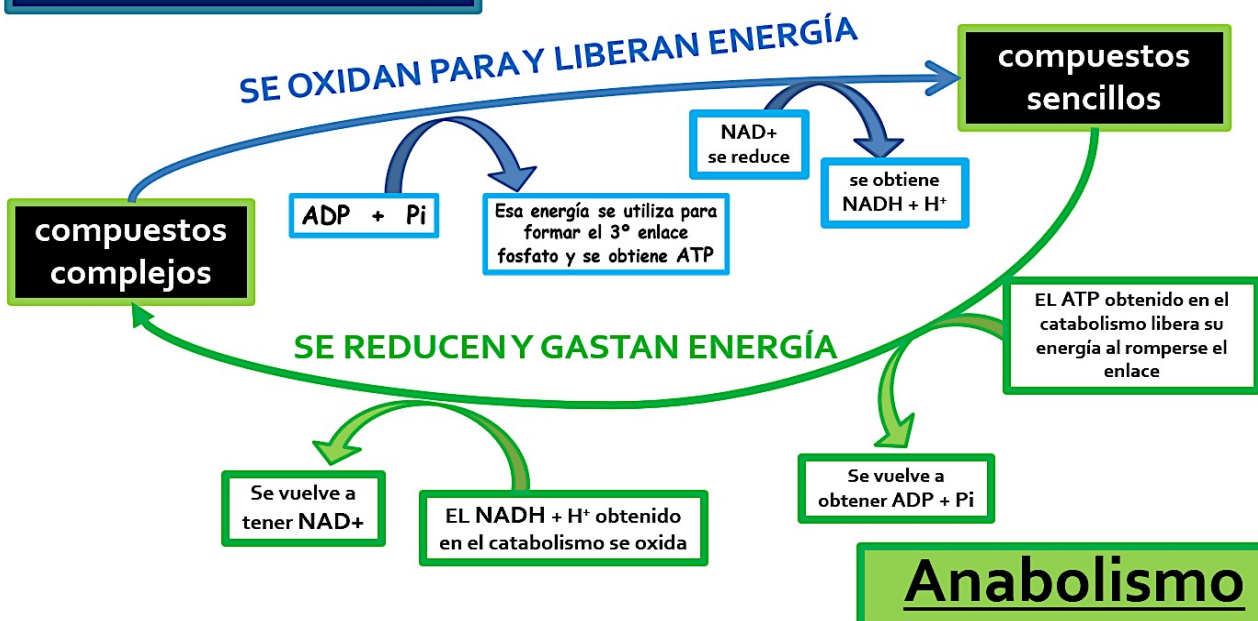 SE OXIDAN PARA Y LIBERAN ENERGÍA
compuestos
sencillos
NAD+
se reduce
se obtiene
NADH + H⁺
ADP + Pi
Esa energía se utiliza para
formar el 3º enlace
fosfato y se obtiene ATP
compuestos
complejos
EL ATP obtenido en el
catabolismo libera su
energía al romperse el
enlace
SE REDUCEN Y GASTAN ENERGÍA
Se vuelve a
obtener ADP + Pi
Se vuelve a
tener NAD+
EL NADH + H⁺ obtenido
en el catabolismo se oxida
Anabolismo